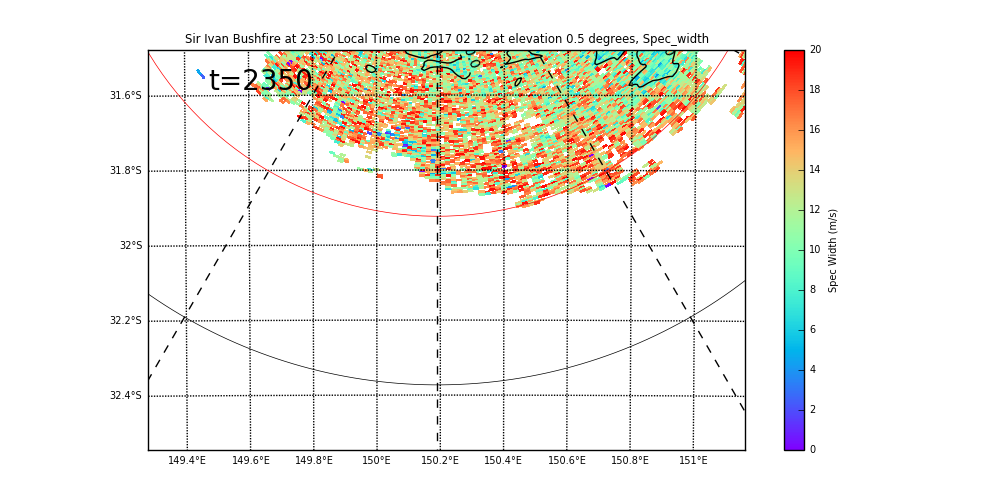 Sir Ivan Bushfire at 23:50 Local Time on 2017 02 12 at elevation 0.5 degrees, Spec_width
t=2350
31.6°S
31.8°S
32°S
32.2°S
32.4°S
149.4°E 149.6°E 149.8°E 150°E 150.2°E 150.4°E 150.6°E 150.8°E 151°E
20
18
16
14
12
10
8
6
4
2
0
Spec Width (m/s)